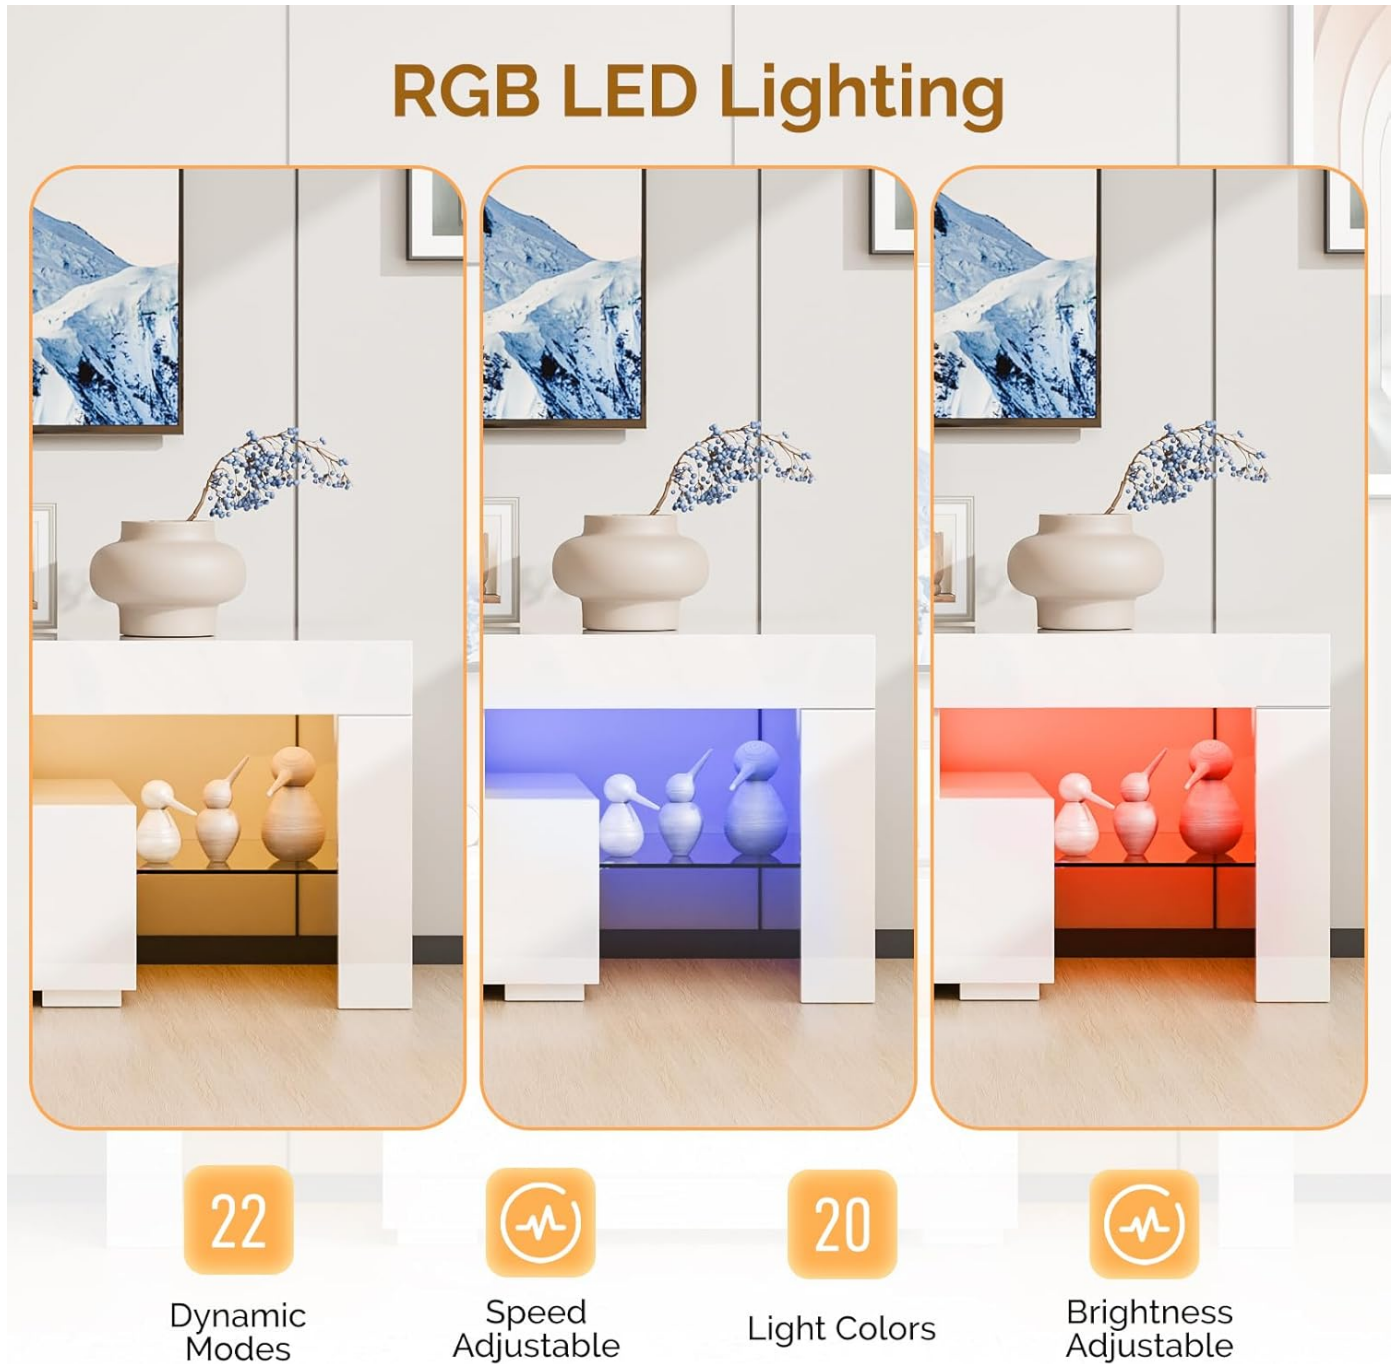 RGB LED Lighting
22
Dynamic
Modes
Speed
Adjustable
20
Light Colors
Brightness
Adjustable